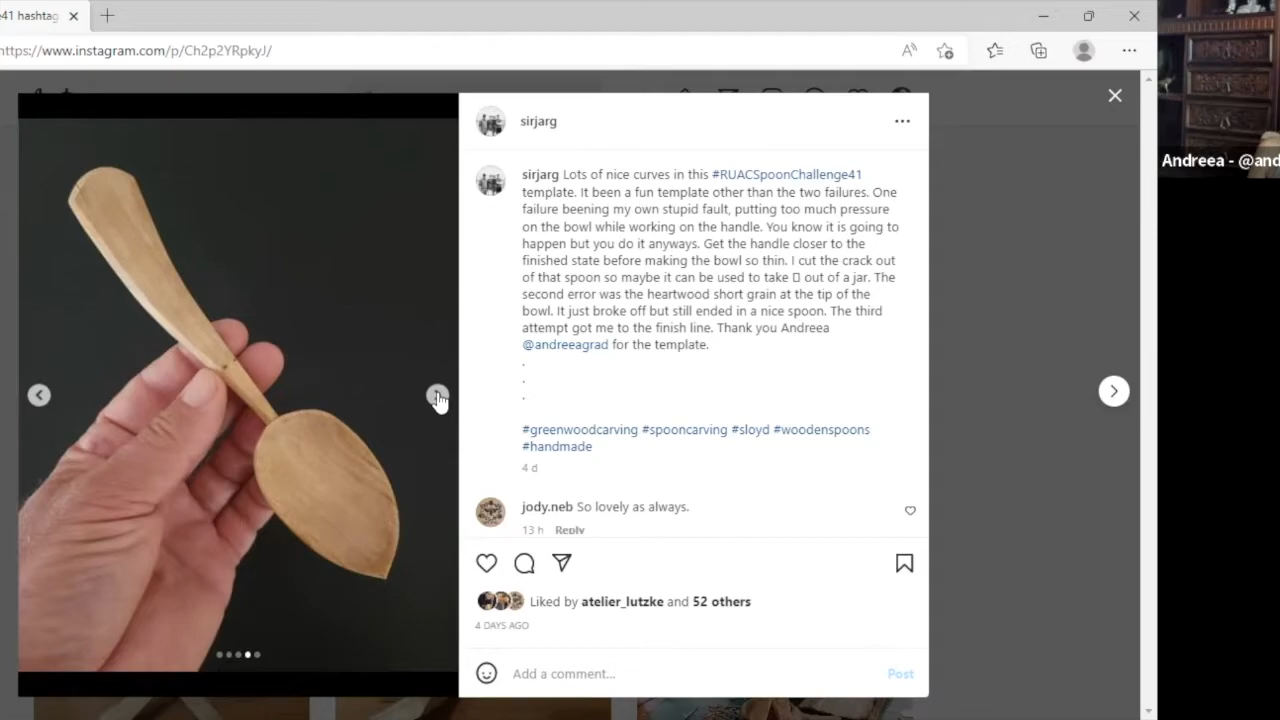 41 hashtag
https://www.instagram.com/p/Ch2p2YRpkyJ/
Andreea - @and
sirjarg
sirjarg Lots of nice curves in this #RUACSpoonChallenge41
template. It been a fun template other than the two failures. One
failure beening my own stupid fault, putting too much pressure
on the bowl while working on the handle. You know it is going to
happen but you do it anyways. Get the handle closer to the
finished state before making the bowl so thin. I cut the crack out
of that spoon so maybe it can be used to take ▯ out of a jar. The
second error was the heartwood short grain at the tip of the
bowl. It just broke off but still ended in a nice spoon. The third
attempt got me to the finish line. Thank you Andreea
@andreeagrad for the template.
.
.
.
#greenwoodcarving #spooncarving #sloyd #woodenspoons
#handmade
4 d
jody.neb So lovely as always.
13 h Reply
Liked by atelier_lutzke and 52 others
4 DAYS AGO
Add a comment...
Post